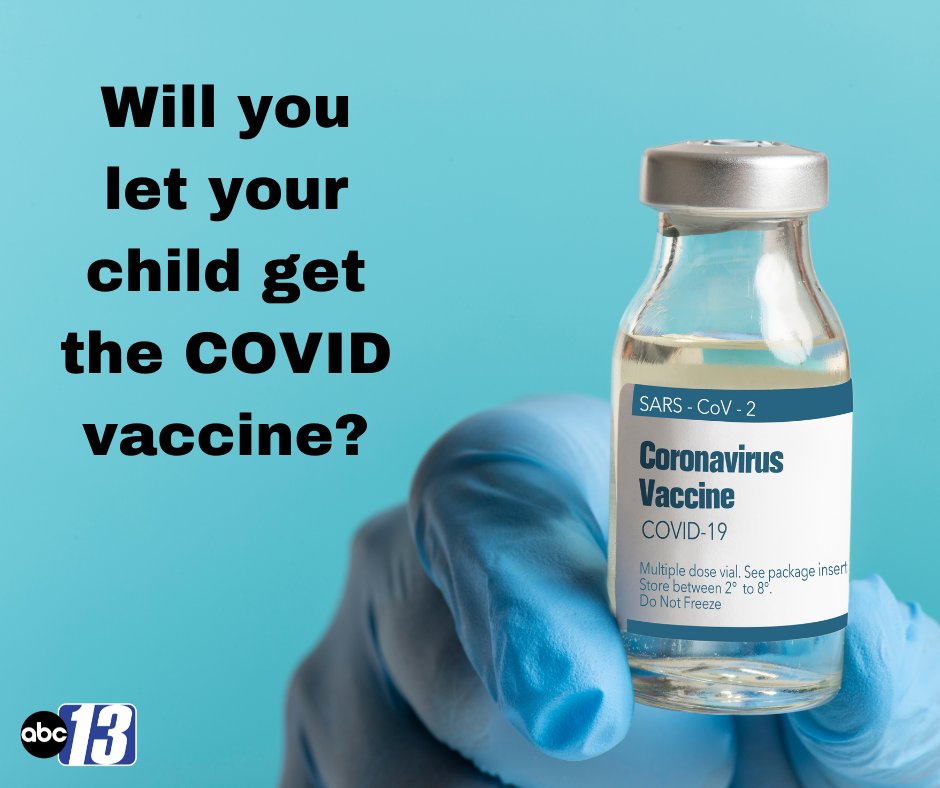 Will you
let your
child get
the COVID
vaccine?
SARS - CoV - 2
Coronavirus
Vaccine
COVID-19
Multiple dose vial. See package insert
Store between 2° to 8°.
Do Not Freeze
abc 13